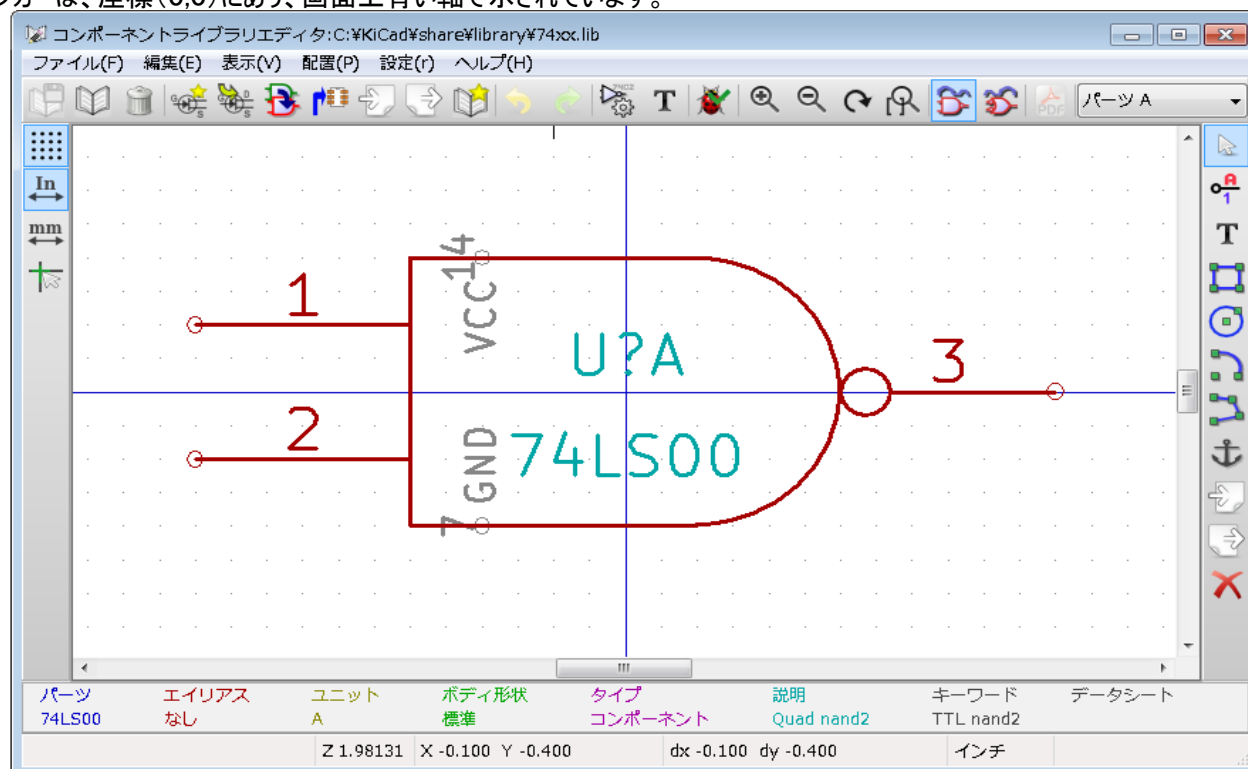 カーは、座標(0,0)にあり、画面上青い軸で示されています。
コンポーネントライブラリエディタ:C:¥KiCad¥share¥library¥74xx.lib
ファイル(F) 編集(E) 表示(V) 配置(P) 設定(r) ヘルプ(H)
7402
T
PDF
パーツ A
In
mm
A
1
T
14
VCC
1
U?A
3
2
74LS00
GND
7
パーツ エイリアス ユニット ボディ形状 タイプ 説明 キーワード データシート
74LS00 なし A 標準 コンポーネント Quad nand2 TTL nand2
Z 1.98131 X -0.100 Y -0.400 dx -0.100 dy -0.400 インチ